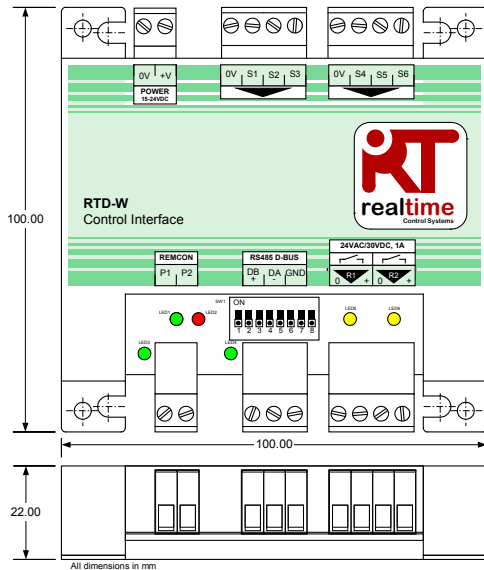 0V +V
POWER
15-24VDC
0V S1 S2 S3
0V S4 S5 S6
RT
realtime
Control Systems
RTD-W
Control Interface
100.00
REMCON
P1 P2
RS485 D-BUS
DB + DA - GND
24VAC/30VDC, 1A
R1
0 +
R2
0 +
SW1
ON
1 2 3 4 5 6 7 8
LED1
LED2
LED5
LED6
LED3
LED4
100.00
22.00
All dimensions in mm